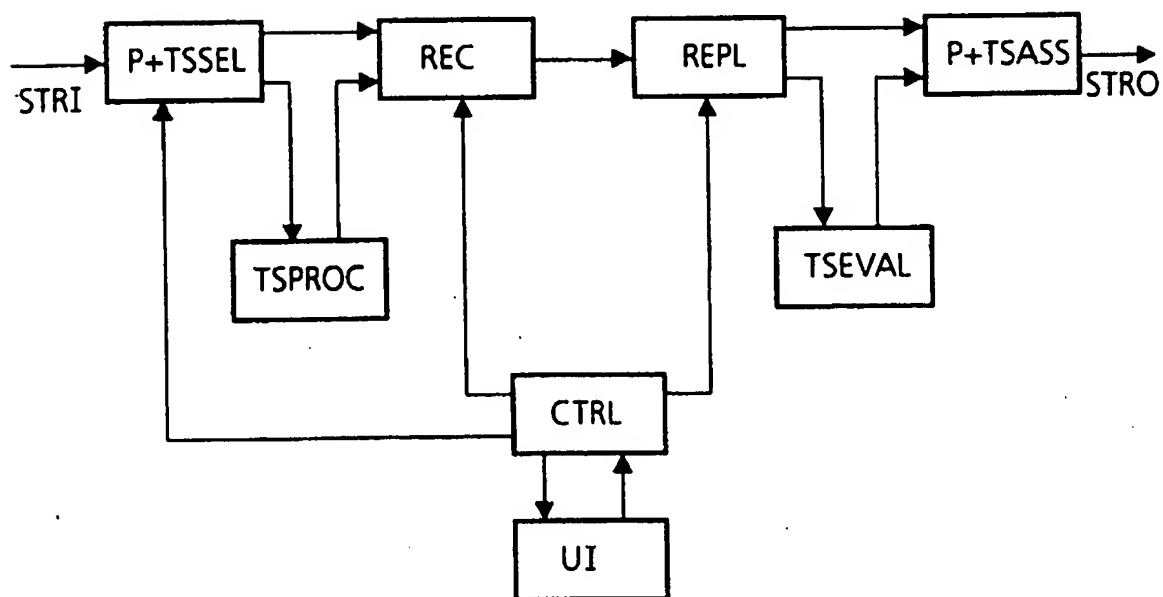 P+TSSEL
REC
REPL
P+TSASS
STRI
STRO
TSPROC
TSEVAL
CTRL
UI